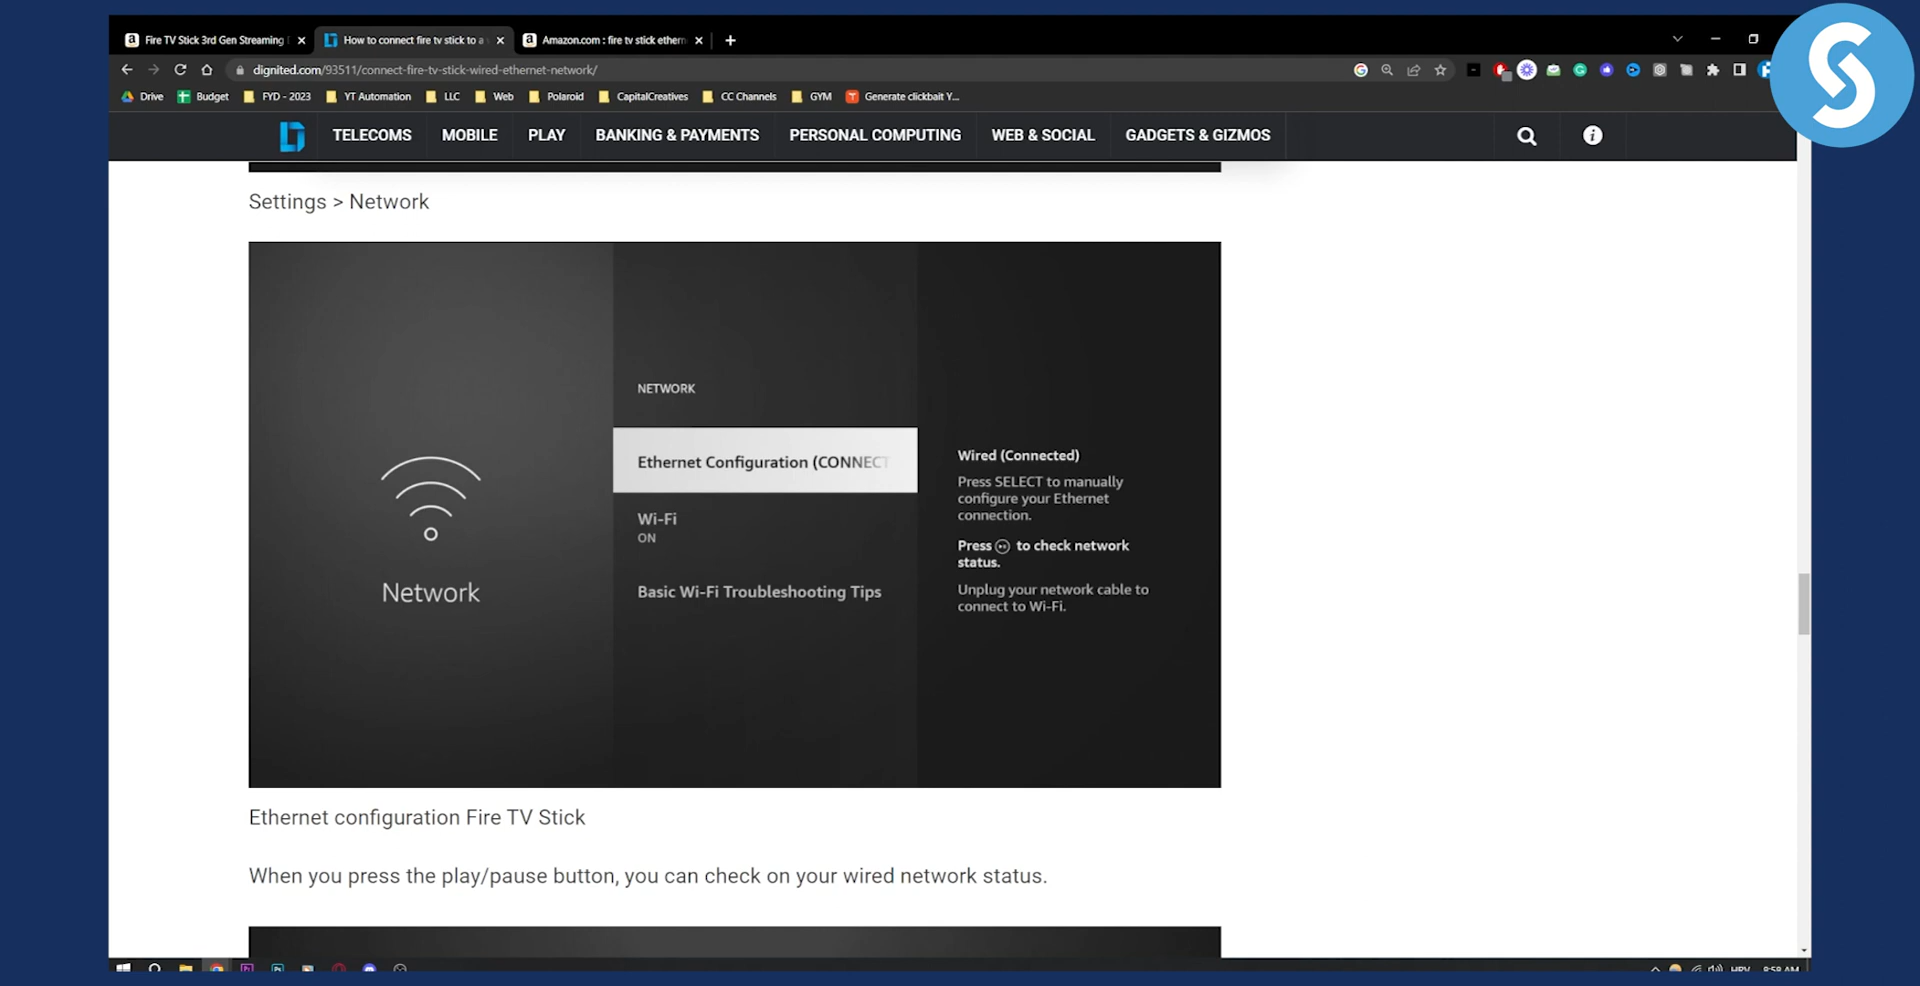 Fire TV Stick 3rd Gen Streaming
How to connect fire tv stick to a
Amazon.com : fire tv stick ethern
dignited.com/93511/connect-fire-tv-stick-wired-ethernet-network/
Drive Budget FYD - 2023 YT Automation LLC Web Polaroid CapitalCreatives CC Channels GYM Generate clickbait Y...
TELECOMS MOBILE PLAY BANKING & PAYMENTS PERSONAL COMPUTING WEB & SOCIAL GADGETS & GIZMOS
Settings > Network
Network
NETWORK
Ethernet Configuration (CONNECT
Wi-Fi
ON
Basic Wi-Fi Troubleshooting Tips
Wired (Connected)
Press SELECT to manually
configure your Ethernet
connection.
Press to check network
status.
Unplug your network cable to
connect to Wi-Fi.
Ethernet configuration Fire TV Stick
When you press the play/pause button, you can check on your wired network status.
HRV 8:58 AM